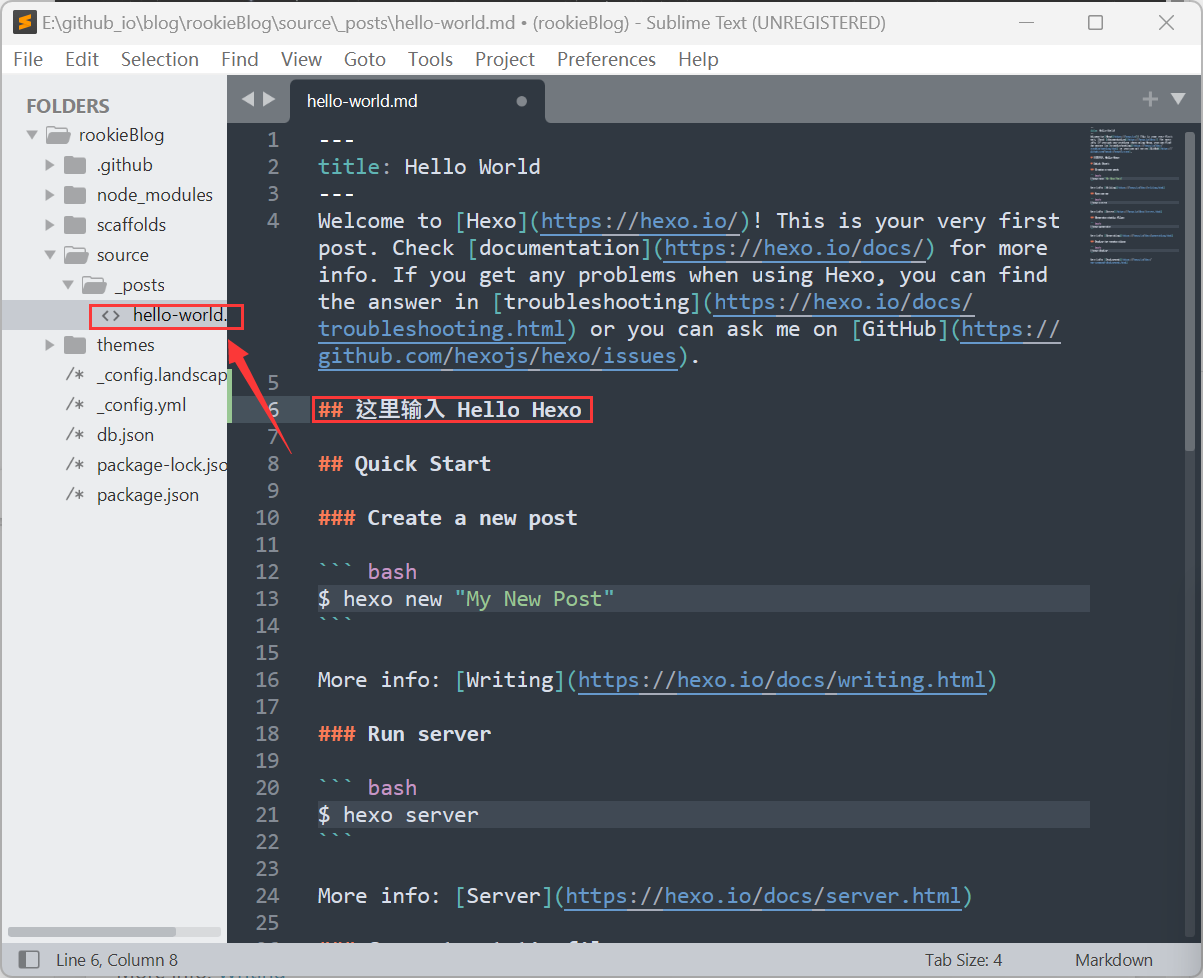 E:\github_io\blog\rookieBlog\source\_posts\hello-world.md • (rookieBlog) - Sublime Text (UNREGISTERED)
File Edit Selection Find View Goto Tools Project Preferences Help
FOLDERS
rookieBlog
.github
node_modules
scaffolds
source
_posts
<> hello-world.
themes
/* _config.landscap
/* _config.yml
/* db.json
/* package-lock.jso
/* package.json
hello-world.md
1 ---
2 title: Hello World
3 ---
4 Welcome to [Hexo](https://hexo.io/)! This is your very first
post. Check [documentation](https://hexo.io/docs/) for more
info. If you get any problems when using Hexo, you can find
the answer in [troubleshooting](https://hexo.io/docs/
troubleshooting.html) or you can ask me on [GitHub](https://
github.com/hexojs/hexo/issues).
5
6 ## 这里输入 Hello Hexo
7
8 ## Quick Start
9
10 ### Create a new post
11
12 ``` bash
13 $ hexo new "My New Post"
14 ```
15
16 More info: [Writing](https://hexo.io/docs/writing.html)
17
18 ### Run server
19
20 ``` bash
21 $ hexo server
22 ```
23
24 More info: [Server](https://hexo.io/docs/server.html)
25
Line 6, Column 8
Tab Size: 4
Markdown